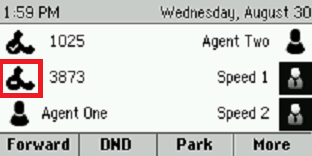 1:59 PM Wednesday, August 30
1025 Agent Two
3873 Speed 1
Agent One Speed 2
Forward DND Park More